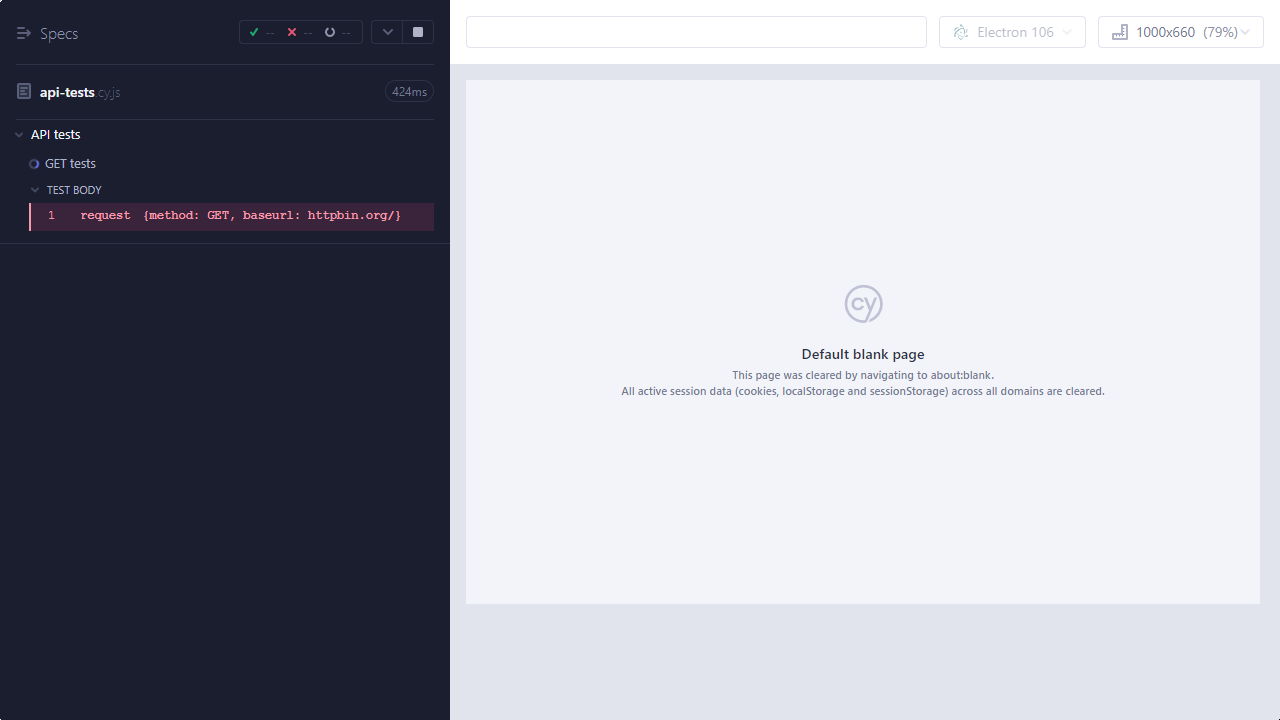 Specs
--
--
--
Electron 106
1000x660 (79%)
api-tests cy.js
424ms
API tests
GET tests
TEST BODY
1 request {method: GET, baseurl: httpbin.org/}
cy
Default blank page
This page was cleared by navigating to about:blank.
All active session data (cookies, localStorage and sessionStorage) across all domains are cleared.